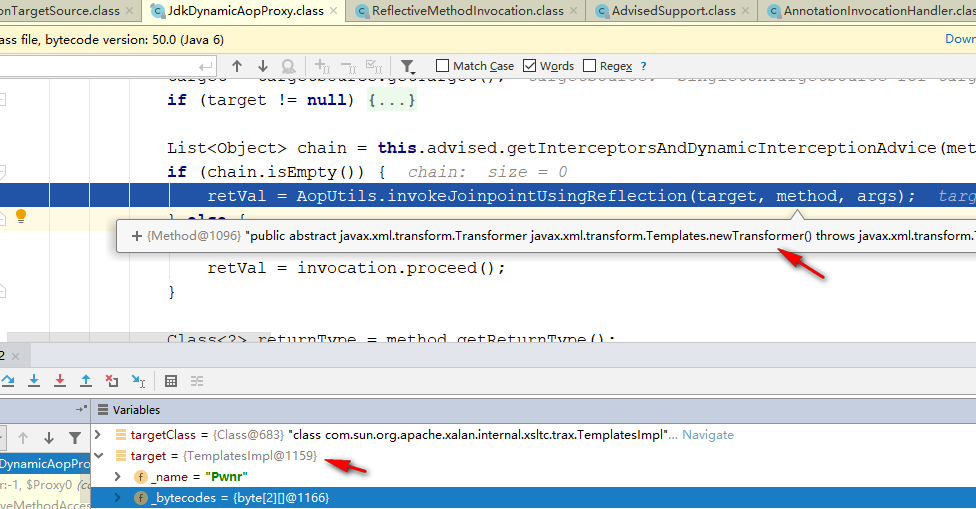 onTargetSource.class × JdkDynamicAopProxy.class × ReflectiveMethodInvocation.class × AdvisedSupport.class × AnnotationInvocationHandler.clas
ass file, bytecode version: 50.0 (Java 6) Down
Match Case Words Regex ?
if (target != null) {...}
List<Object> chain = this.advised.getInterceptorsAndDynamicInterceptionAdvice(met
if (chain.isEmpty()) { chain: size = 0
retVal = AopUtils.invokeJoinpointUsingReflection(target, method, args); targ
} else {
+ {Method@1096} "public abstract javax.xml.transform.Transformer javax.xml.transform.Templates.newTransformer() throws javax.xml.transform.T
retVal = invocation.proceed();
}
Class<?> returnType = method.getReturnType();
2 ×
Variables
targetClass = {Class@683} "class com.sun.org.apache.xalan.internal.xsltc.trax.TemplatesImpl"... Navigate
target = {TemplatesImpl@1159}
DynamicAopPro
f _name = "Pwnr"
r:-1, $Proxy0 (co
f _bytecodes = {byte[2][]@1166}
veMethodAcces